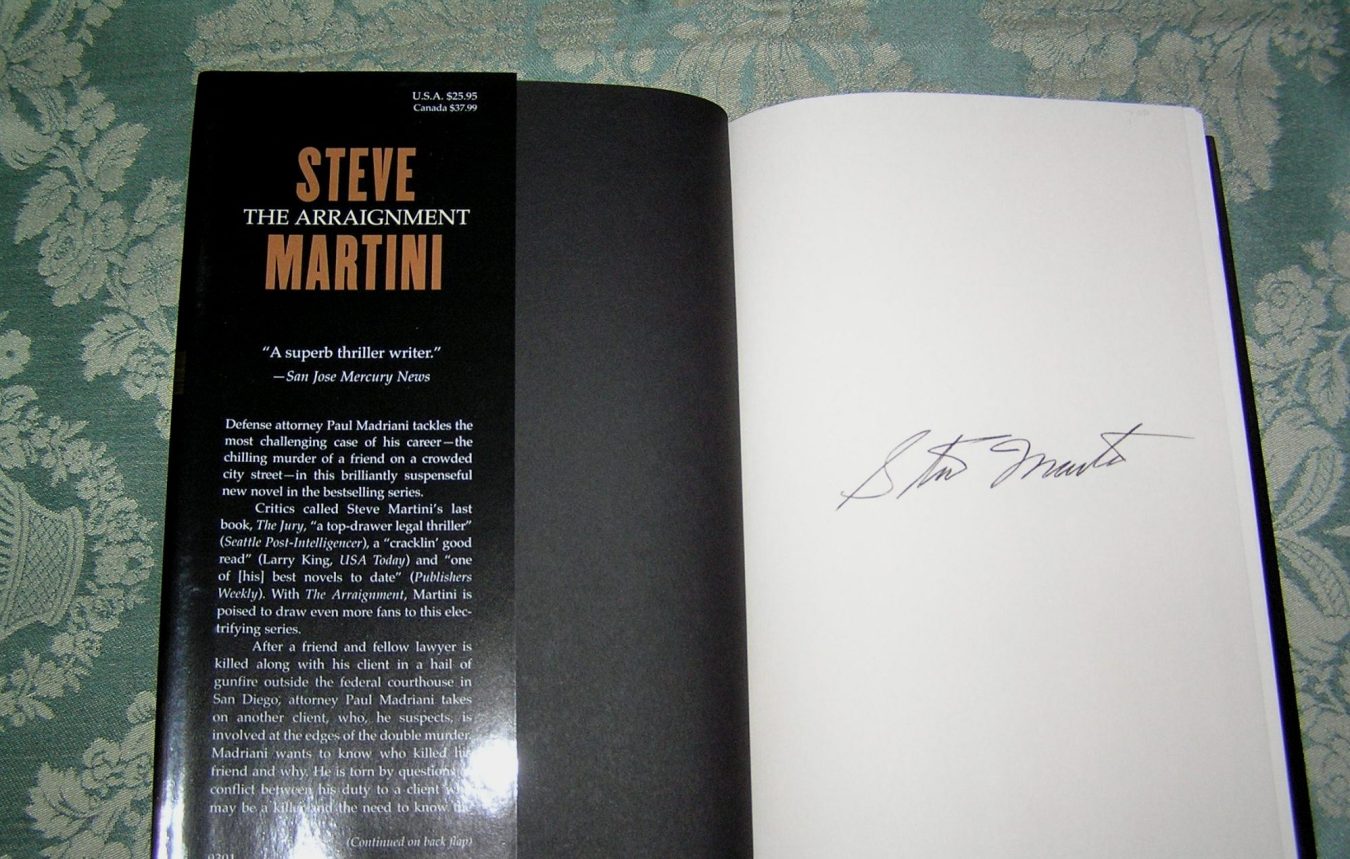 U.S.A. $25.95
Canada $37.99
STEVE
THE ARRAIGNMENT
MARTINI
“A superb thriller writer.”
—San Jose Mercury News
Defense attorney Paul Madriani tackles the
most challenging case of his career—the
chilling murder of a friend on a crowded
city street—in this brilliantly suspenseful
new novel in the bestselling series.
Critics called Steve Martini’s last
book, The Jury, “a top-drawer legal thriller”
(Seattle Post-Intelligencer), a “cracklin’ good
read” (Larry King, USA Today) and “one
of [his] best novels to date” (Publishers
Weekly). With The Arraignment, Martini is
poised to draw even more fans to this elec-
trifying series.
After a friend and fellow lawyer is
killed along with his client in a hail of
gunfire outside the federal courthouse in
San Diego, attorney Paul Madriani takes
on another client, who, he suspects, is
involved at the edges of the double murder.
Madriani wants to know who killed his
friend and why. He is torn by questions
conflict between his duty to a client
may be a killer and the need to know
(Continued on back flap)
0201
Steve Martini